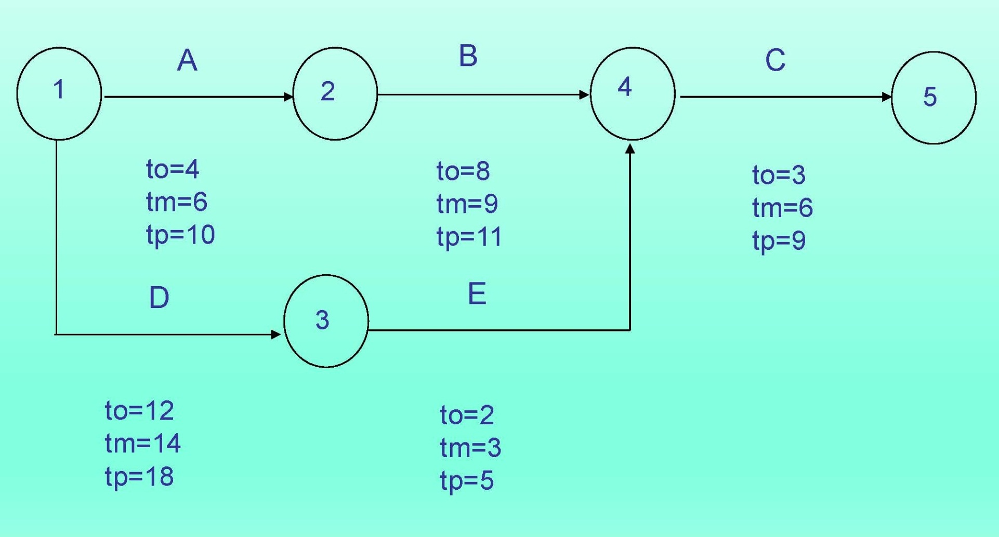 A
B
C
1
2
4
5
to=4
tm=6
tp=10
to=8
tm=9
tp=11
to=3
tm=6
tp=9
D
E
3
to=12
tm=14
tp=18
to=2
tm=3
tp=5